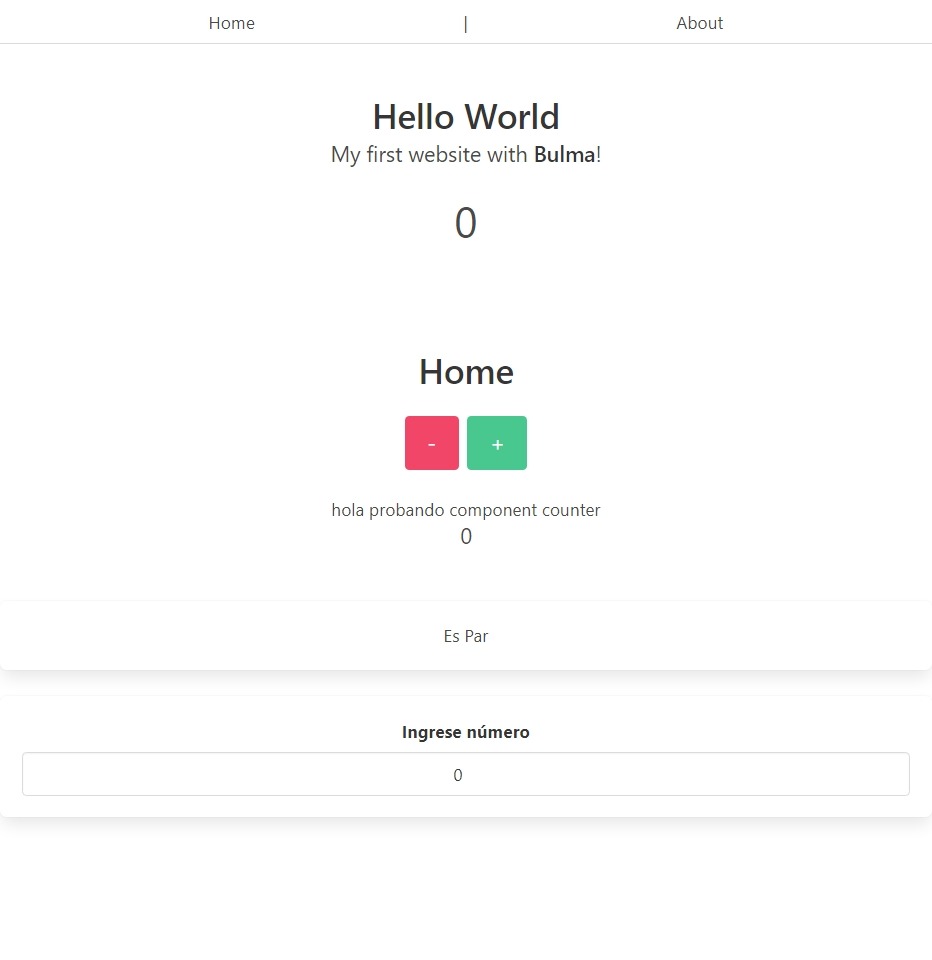 Home | About
Hello World
My first website with Bulma!
0
Home
- +
hola probando component counter
0
Es Par
Ingrese número
0